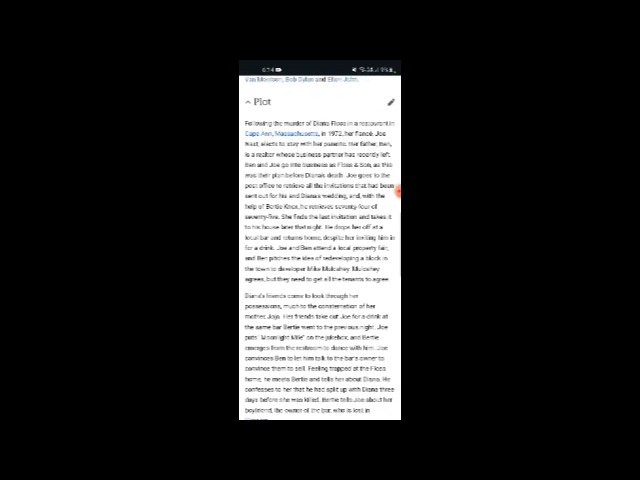 Van Morrison, Bob Dylan and Elton John.
Plot
Following the murder of Diana Floss in a restaurant in
Cape Ann, Massachusetts, in 1973, her fiancé, Joe
Nast, elects to stay with her parents. Her father, Ben,
is a realtor whose business partner has recently left.
Ben and Joe go into business as Floss & Son, as this
was their plan before Diana's death. Joe goes to the
post office to retrieve all the invitations that had been
sent out for his and Diana's wedding, and, with the
help of Bertie Knox, he retrieves seventy-four of
seventy-five. She finds the last invitation and takes it
to his house later that night. He drops her off at a
local bar and returns home, despite her inviting him in
for a drink. Joe and Ben attend a local property fair,
and Ben pitches the idea of redeveloping a block in
the town to developer Mike Mulcahey. Mulcahey
agrees, but they need to get all the tenants to agree.
Diana's friends come to look through her
possessions, much to the consternation of her
mother, Jojo. Her friends take out Joe for a drink at
the same bar Bertie went to the previous night. Joe
puts "Moonlight Mile" on the jukebox, and Bertie
emerges from the restroom to dance with him. Joe
convinces Ben to let him talk to the bar's owner to
convince them to sell. Feeling trapped at the Floss
home, he meets Bertie and tells her about Diana. He
confesses to her that he had split up with Diana three
days before she was killed. Bertie tells Joe about her
boyfriend, the owner of the bar, who is lost in